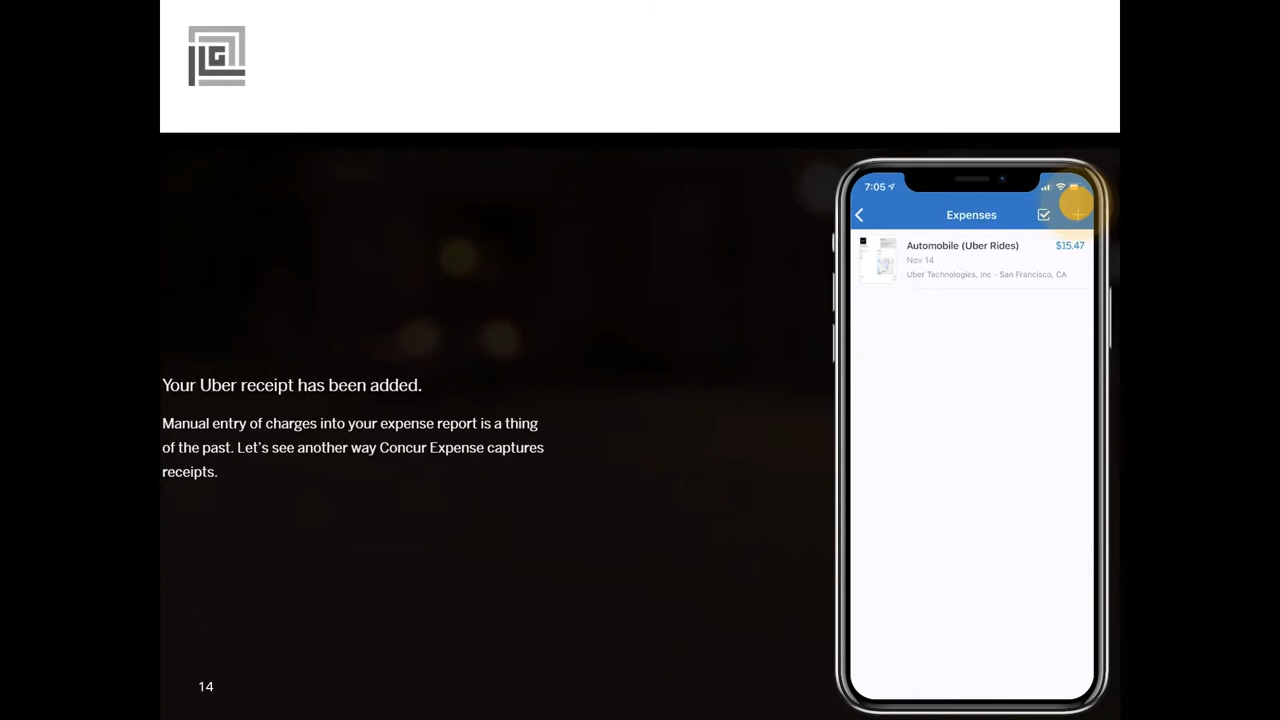 7:05
Expenses
Automobile (Uber Rides) $15.47
Nov 14
Uber Technologies, Inc - San Francisco, CA
Your Uber receipt has been added.
Manual entry of charges into your expense report is a thing
of the past. Let's see another way Concur Expense captures
receipts.
14